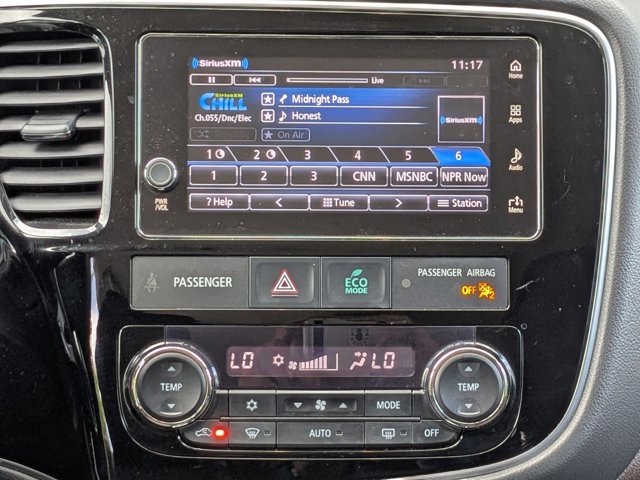 SiriusXM 11:17
Live
Home
SiriusXM
CHILL
Midnight Pass
Ch.055/Dnc/Elec
Honest
SiriusXM
Apps
TuneMix
On Air
1 2 3 4 5 6
Audio
1 2 3 CNN MSNBC NPR Now
PWR
/VOL
? Help < Tune > Station
Menu
PASSENGER
ECO
MODE
PASSENGER AIRBAG
OFF 2
LO LO
TEMP
TEMP
MODE
AUTO
OFF